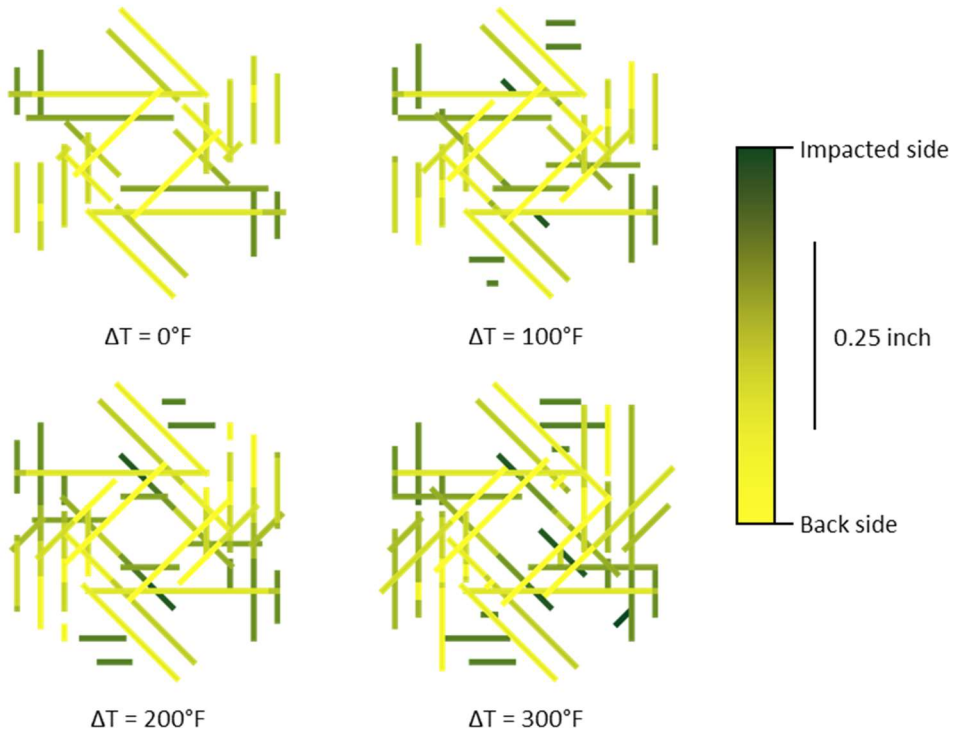 Impacted side
0.25 inch
ΔT = 0°F
ΔT = 100°F
Back side
ΔT = 200°F
ΔT = 300°F